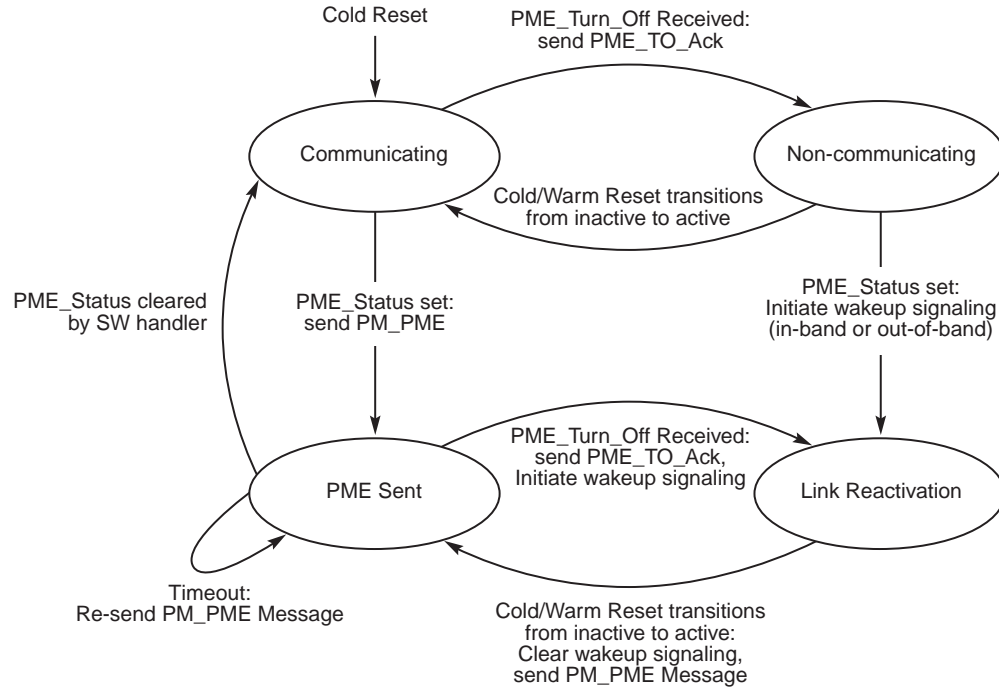 Cold Reset
PME_Turn_Off Received:
send PME_TO_Ack
Communicating
Non-communicating
Cold/Warm Reset transitions
from inactive to active
PME_Status cleared
by SW handler
PME_Status set:
send PM_PME
PME_Status set:
Initiate wakeup signaling
(in-band or out-of-band)
PME_Turn_Off Received:
send PME_TO_Ack,
Initiate wakeup signaling
PME Sent
Link Reactivation
Timeout:
Re-send PM_PME Message
Cold/Warm Reset transitions
from inactive to active:
Clear wakeup signaling,
send PM_PME Message